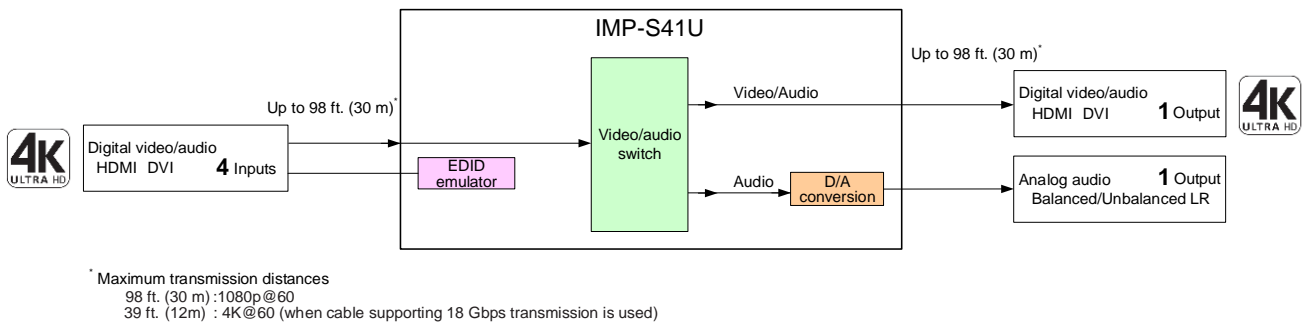 IMP-S41U
Up to 98 ft. (30 m)*
Up to 98 ft. (30 m)*
4K
ULTRA HD
Digital video/audio
HDMI DVI 4 Inputs
EDID
emulator
Video/audio
switch
Video/Audio
Audio
D/A
conversion
Digital video/audio
HDMI DVI 1 Output
4K
ULTRA HD
Analog audio 1 Output
Balanced/Unbalanced LR
* Maximum transmission distances
98 ft. (30 m) :1080p@60
39 ft. (12m) : 4K@60 (when cable supporting 18 Gbps transmission is used)